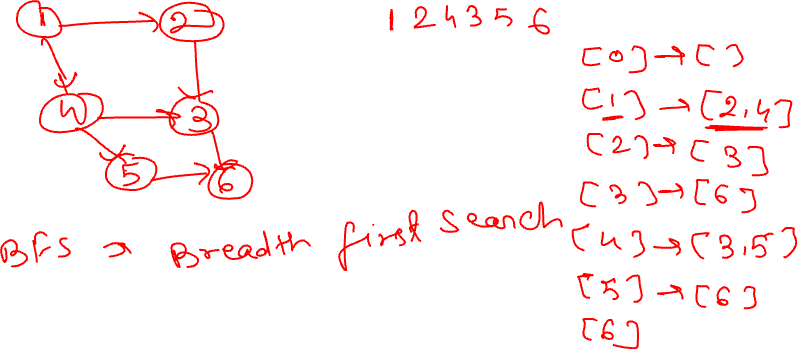 1 2
4 3
5 6
1 2 4 3 5 6
[0] → [ ]
[1] → [2,4]
[2] → [3]
[3] → [6]
[4] → [3,5]
[5] → [6]
[6]
BFS → Breadth first search